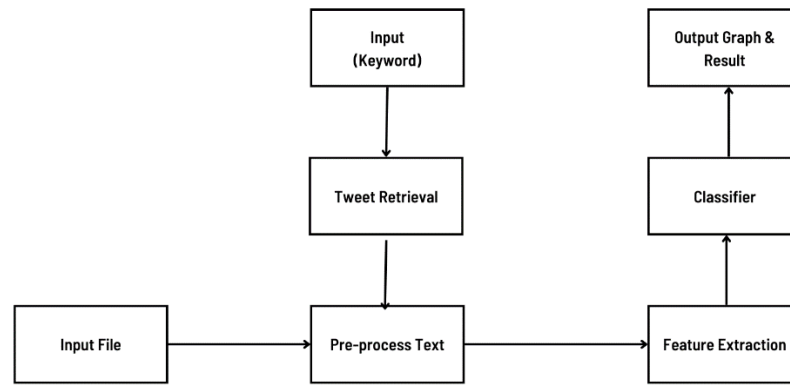 Input
(Keyword)
Output Graph &
Result
Tweet Retrieval
Classifier
Input File
Pre-process Text
Feature Extraction